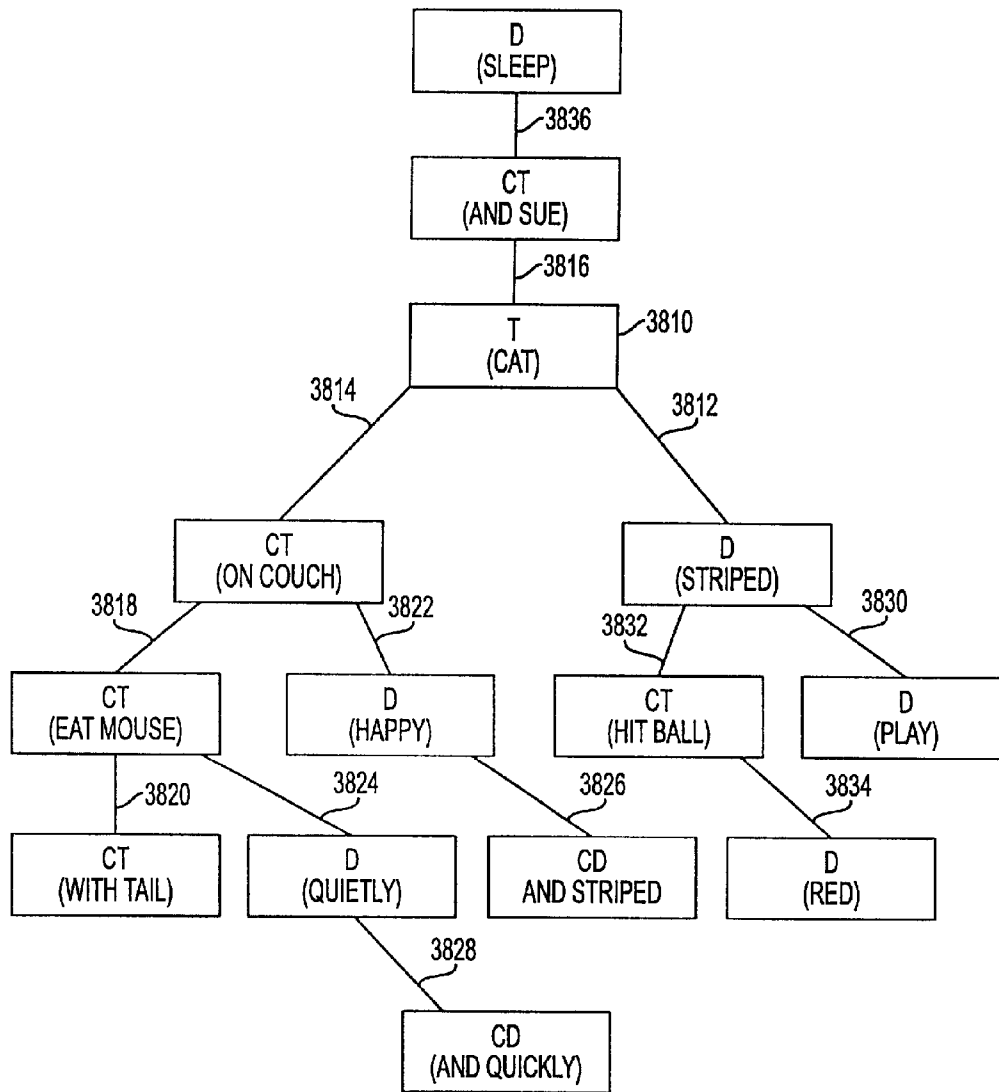 D
(SLEEP)
3836
CT
(AND SUE)
3816
T
(CAT)
3810
3814
3812
CT
(ON COUCH)
D
(STRIPED)
3818
3822
3832
3830
CT
(EAT MOUSE)
D
(HAPPY)
CT
(HIT BALL)
D
(PLAY)
3820
3824
3826
3834
CT
(WITH TAIL)
D
(QUIETLY)
CD
AND STRIPED
D
(RED)
3828
CD
(AND QUICKLY)